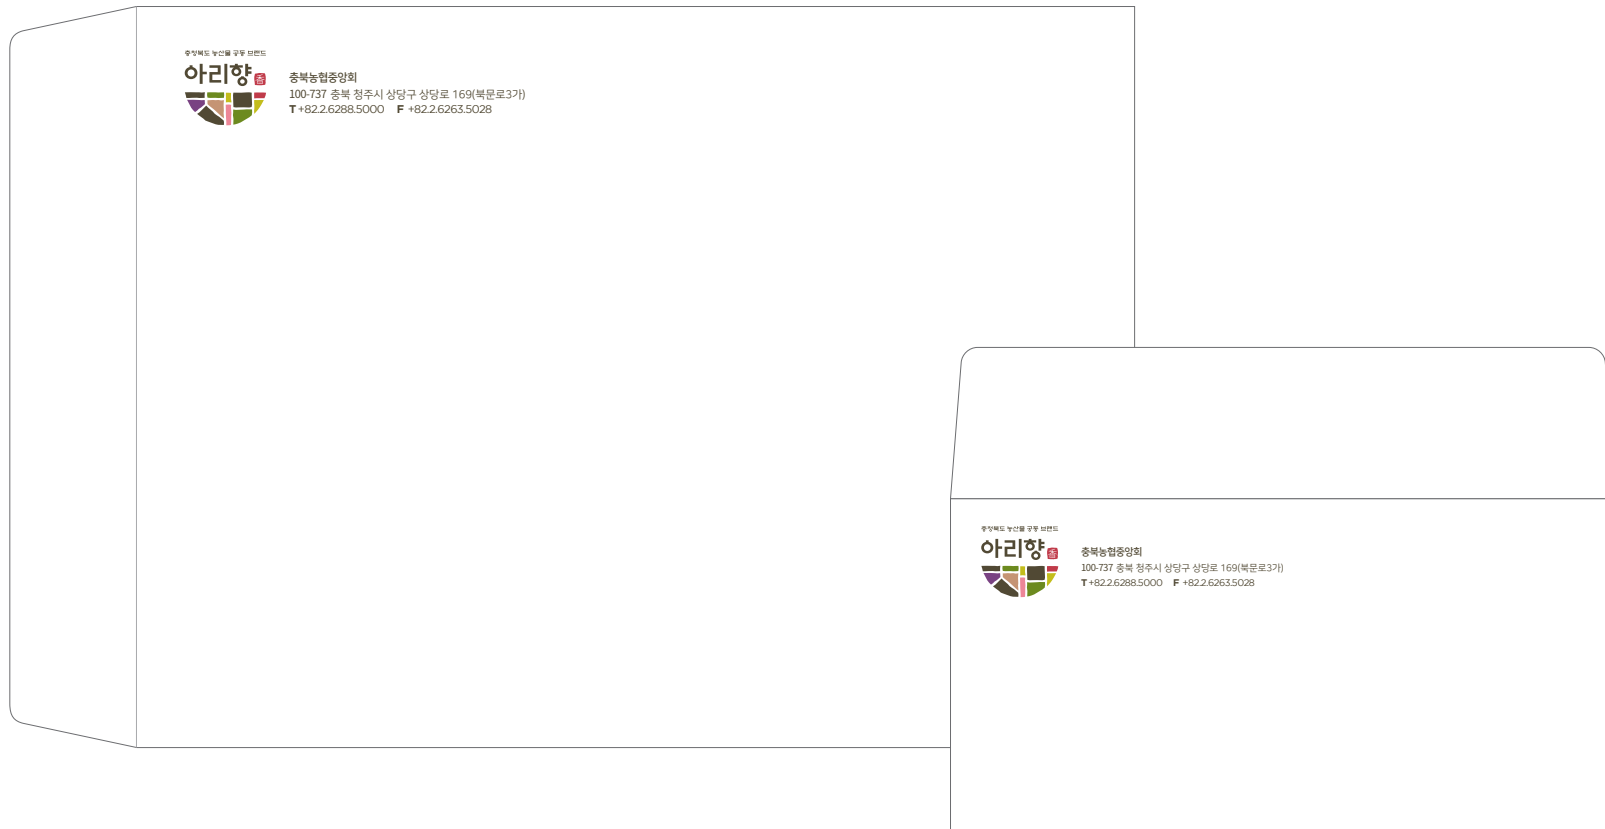 충청북도 농산물 공동 브랜드
아리향 香
충북농협중앙회
100-737 충북 청주시 상당구 상당로 169(북문로3가)
T +82.2.6288.5000 F +82.2.6263.5028
충청북도 농산물 공동 브랜드
아리향 香
충북농협중앙회
100-737 충북 청주시 상당구 상당로 169(북문로3가)
T +82.2.6288.5000 F +82.2.6263.5028